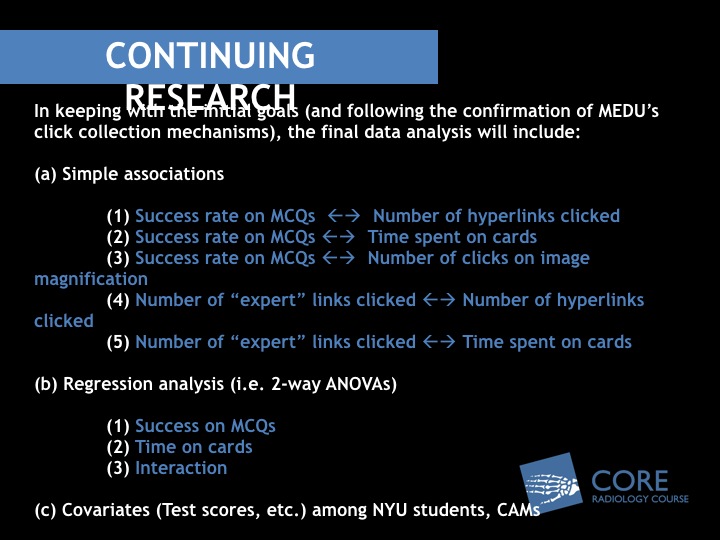 CONTINUING
RESEARCH
In keeping with the initial goals (and following the confirmation of MEDU’s
click collection mechanisms), the final data analysis will include:
(a) Simple associations
(1) Success rate on MCQs ←→ Number of hyperlinks clicked
(2) Success rate on MCQs ←→ Time spent on cards
(3) Success rate on MCQs ←→ Number of clicks on image
magnification
(4) Number of “expert” links clicked ←→ Number of hyperlinks
clicked
(5) Number of “expert” links clicked ←→ Time spent on cards
(b) Regression analysis (i.e. 2-way ANOVAs)
(1) Success on MCQs
(2) Time on cards
(3) Interaction
(c) Covariates (Test scores, etc.) among NYU students, CAMs
CORE
RADIOLOGY COURSE